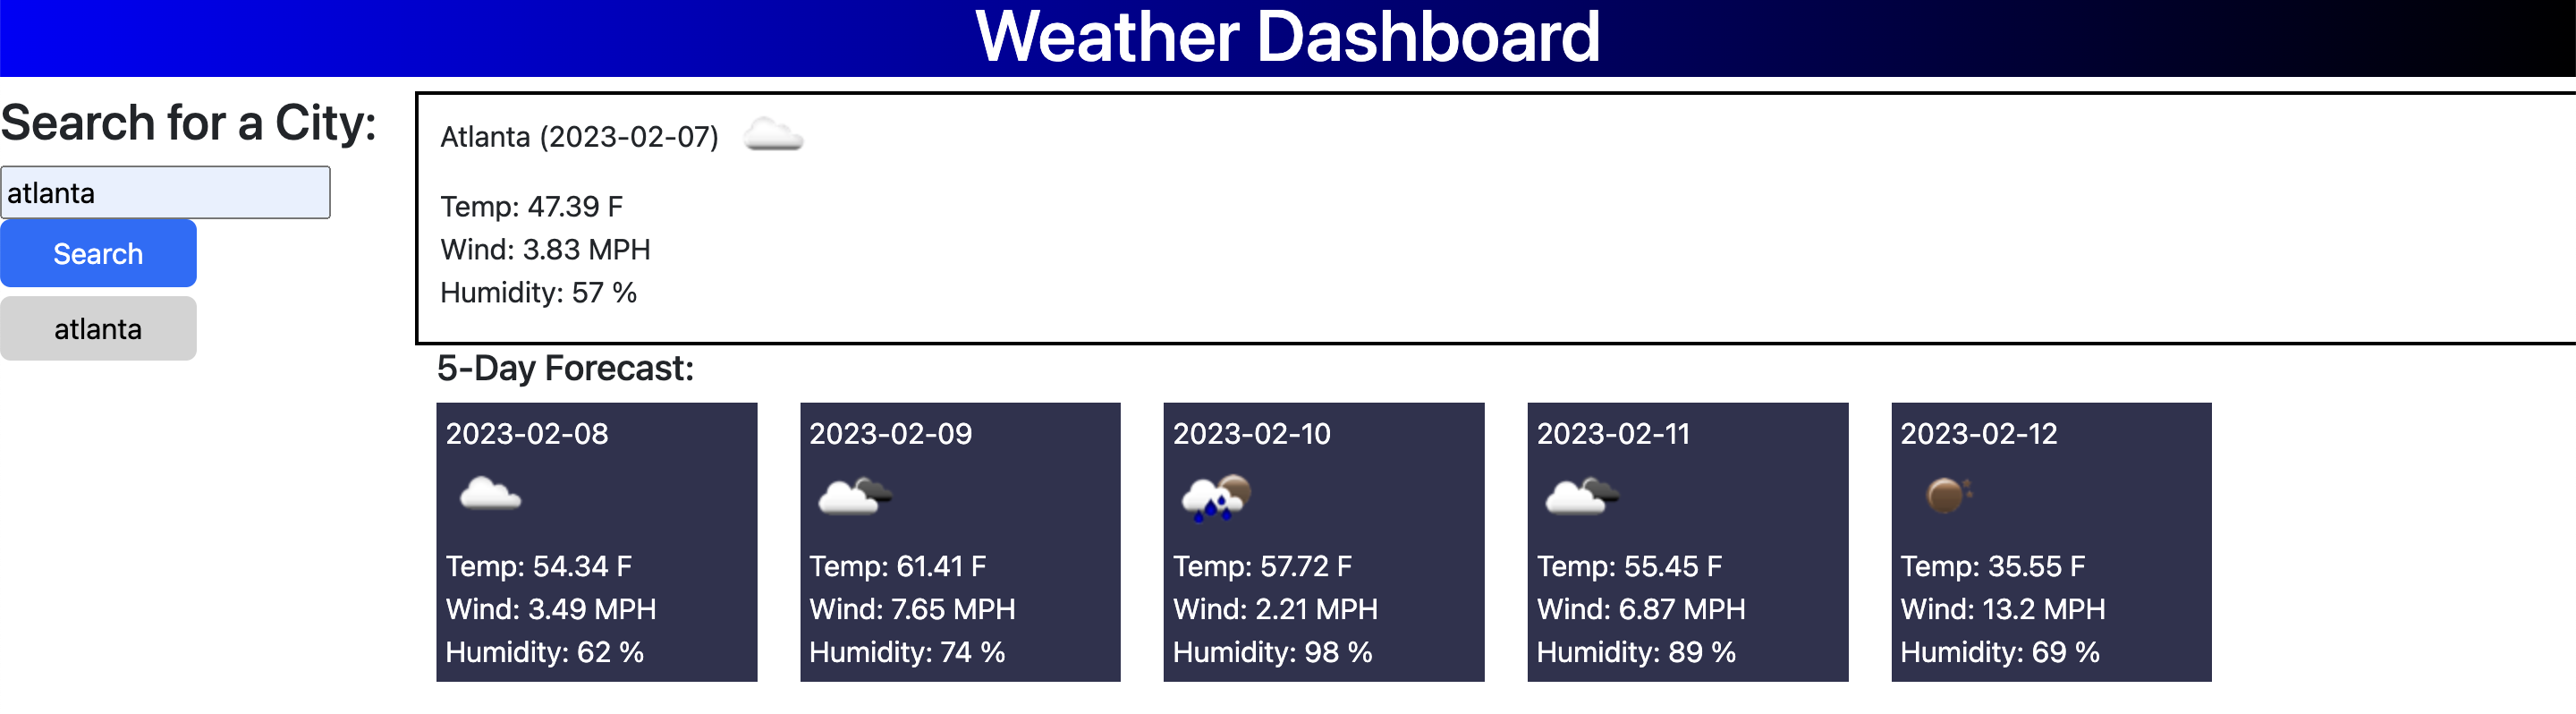 Weather Dashboard
Search for a City:
atlanta
Search
atlanta
Atlanta (2023-02-07)
Temp: 47.39 F
Wind: 3.83 MPH
Humidity: 57 %
5-Day Forecast:
2023-02-08
Temp: 54.34 F
Wind: 3.49 MPH
Humidity: 62 %
2023-02-09
Temp: 61.41 F
Wind: 7.65 MPH
Humidity: 74 %
2023-02-10
Temp: 57.72 F
Wind: 2.21 MPH
Humidity: 98 %
2023-02-11
Temp: 55.45 F
Wind: 6.87 MPH
Humidity: 89 %
2023-02-12
Temp: 35.55 F
Wind: 13.2 MPH
Humidity: 69 %